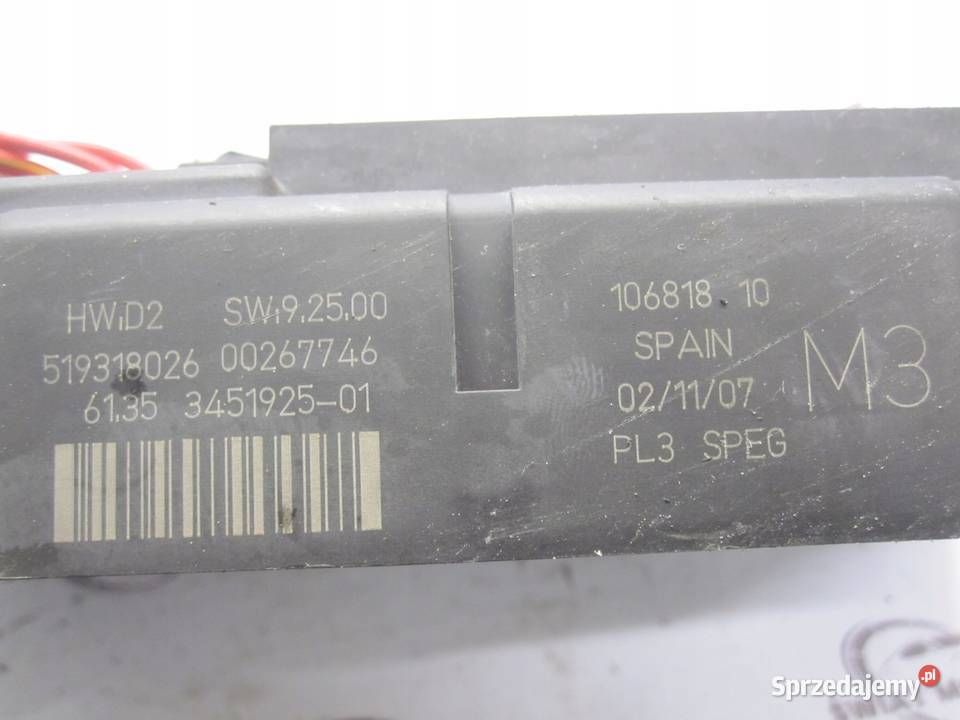 HW.D2 SW.9.25.00
519318026 00267746
61.35 3451925-01
106818 10
SPAIN
02/11/07
PL3 SPEG
M3
Sprzedajemy.pl